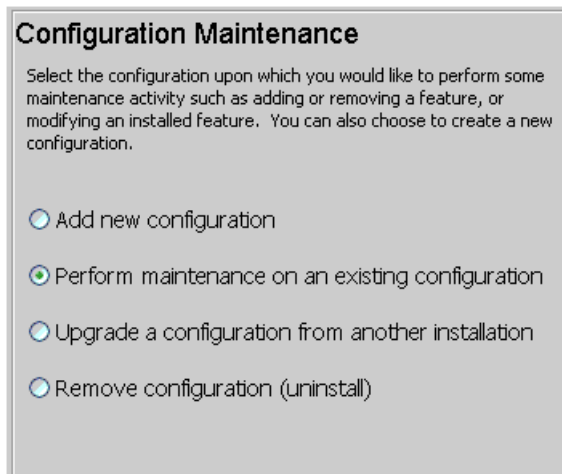 Configuration Maintenance
Select the configuration upon which you would like to perform some
maintenance activity such as adding or removing a feature, or
modifying an installed feature.  You can also choose to create a new
configuration.
Add new configuration
Perform maintenance on an existing configuration
Upgrade a configuration from another installation
Remove configuration (uninstall)